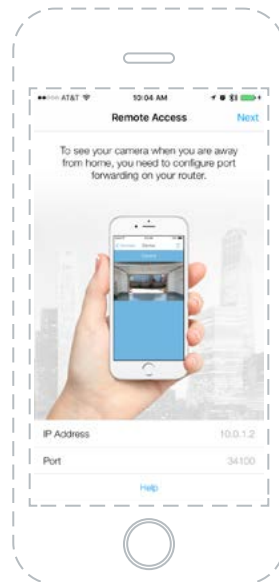 AT&T 10:04 AM
Remote Access Next
To see your camera when you are away
from home, you need to configure port
forwarding on your router.
IP Address 10.0.1.2
Port 34100
Help